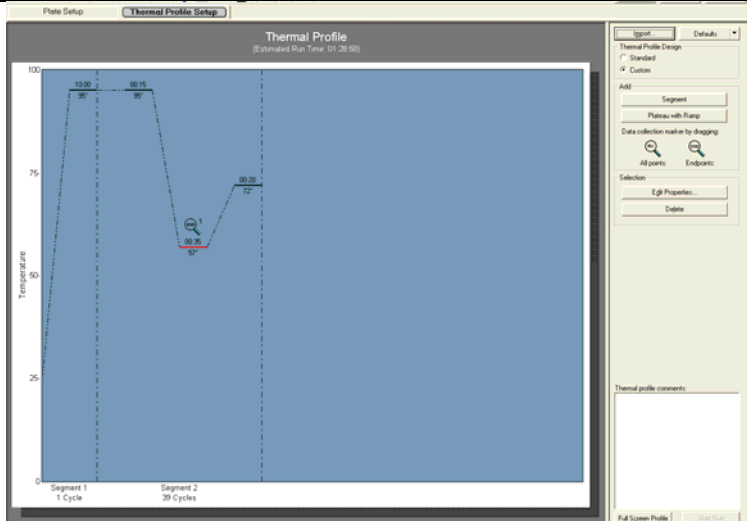 Plate Setup
Thermal Profile Setup
Thermal Profile
(Estimated Run Time: 01:28:50)
Import...
Defaults
Thermal Profile Design
Standard
Custom
Add
Segment
Plateau with Ramp
Data collection marker by dragging:
All points:
Endpoints:
Selection
Edit Properties...
Delete
Thermal profile comments:
Full Screen Profile
Start Run
Temperature
100
75
50
25
0
10:00
95°
00:15
95°
1
00:35
57°
00:20
72°
Segment 1
1 Cycle
Segment 2
39 Cycles